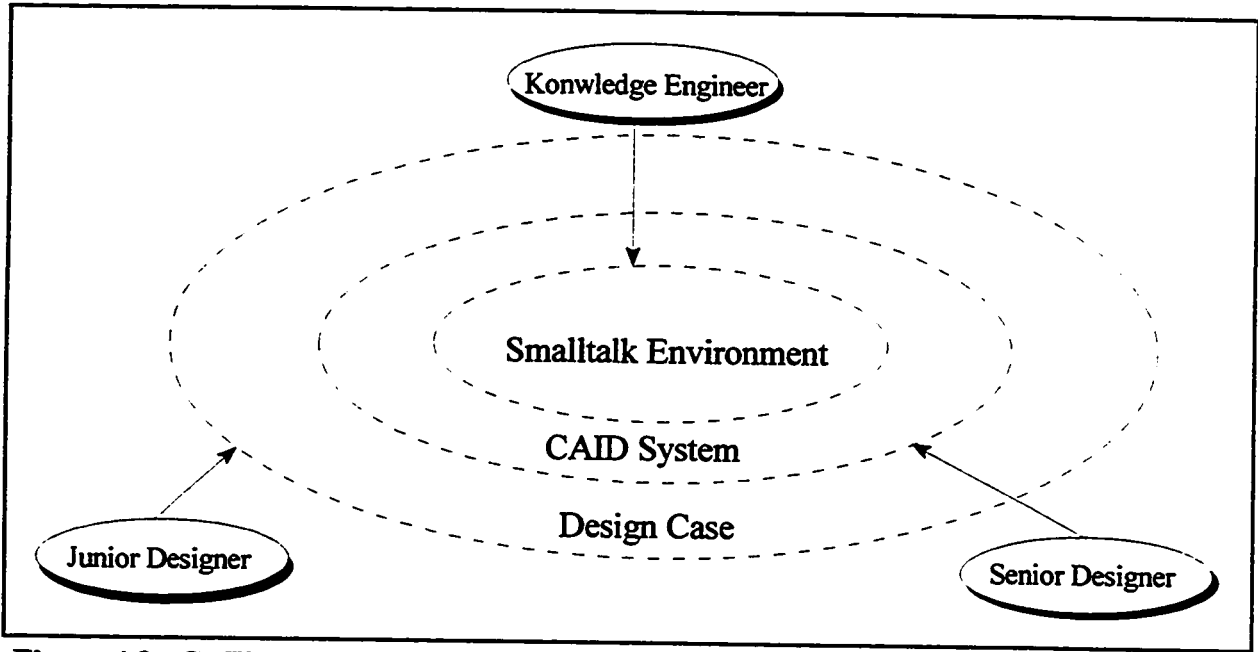 Konwledge Engineer
Smalltalk Environment
CAID System
Design Case
Junior Designer
Senior Designer